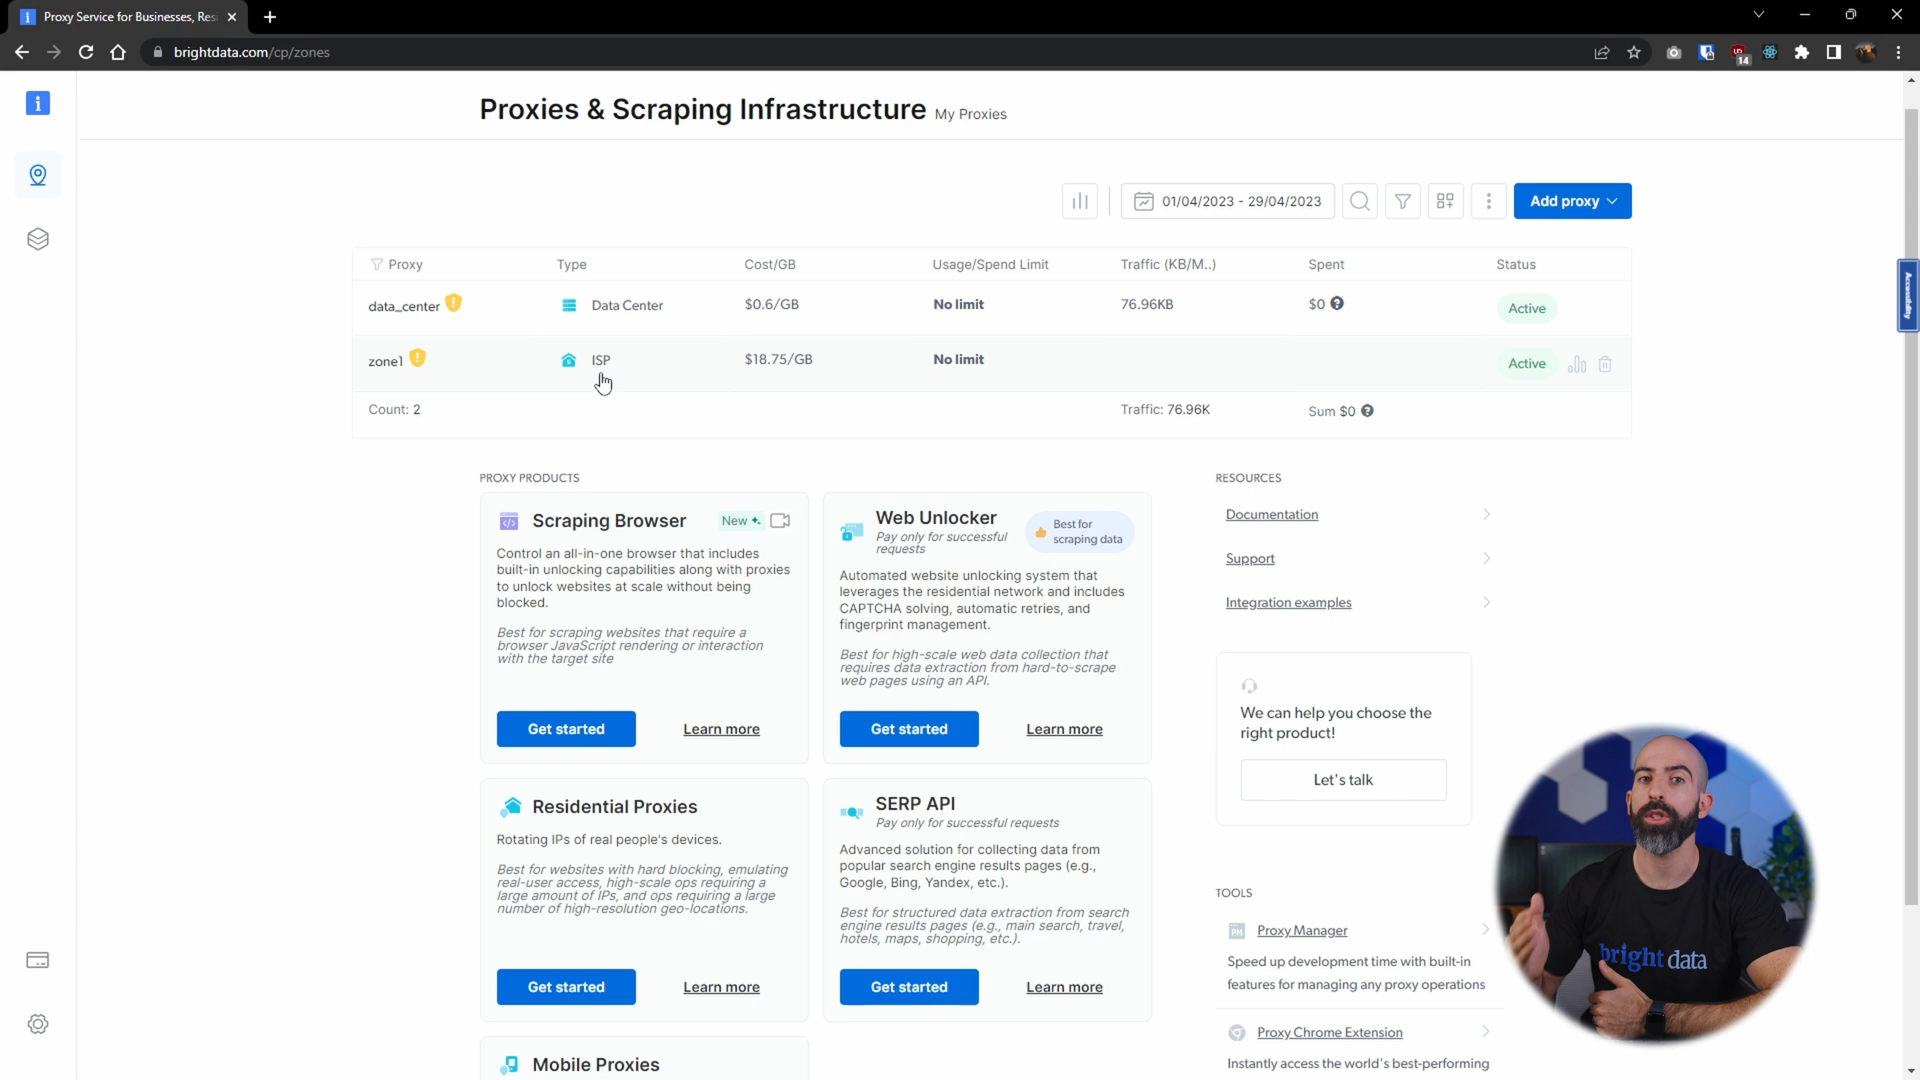 Proxy Service for Businesses, Res
brightdata.com/cp/zones
14
Proxies & Scraping Infrastructure My Proxies
01/04/2023 - 29/04/2023
Add proxy
Proxy Type Cost/GB Usage/Spend Limit Traffic (KB/M..) Spent Status
data_center Data Center $0.6/GB No limit 76.96KB $0 Active
zone1 ISP $18.75/GB No limit Active
Count: 2 Traffic: 76.96K Sum $0
Accessibility
PROXY PRODUCTS
Scraping Browser New
Control an all-in-one browser that includes
built-in unlocking capabilities along with proxies
to unlock websites at scale without being
blocked.
Best for scraping websites that require a
browser JavaScript rendering or interaction
with the target site
Get started Learn more
Web Unlocker
Pay only for successful
requests
Best for
scraping data
Automated website unlocking system that
leverages the residential network and includes
CAPTCHA solving, automatic retries, and
fingerprint management.
Best for high-scale web data collection that
requires data extraction from hard-to-scrape
web pages using an API.
Get started Learn more
Residential Proxies
Rotating IPs of real people's devices.
Best for websites with hard blocking, emulating
real-user access, high-scale ops requiring a
large amount of IPs, and ops requiring a large
number of high-resolution geo-locations.
Get started Learn more
SERP API
Pay only for successful requests
Advanced solution for collecting data from
popular search engine results pages (e.g.,
Google, Bing, Yandex, etc.).
Best for structured data extraction from search
engine results pages (e.g., main search, travel,
hotels, maps, shopping, etc.).
Get started Learn more
Mobile Proxies
RESOURCES
Documentation
Support
Integration examples
We can help you choose the
right product!
Let's talk
TOOLS
PM Proxy Manager
Speed up development time with built-in
features for managing any proxy operations
Proxy Chrome Extension
Instantly access the world's best-performing
bright data